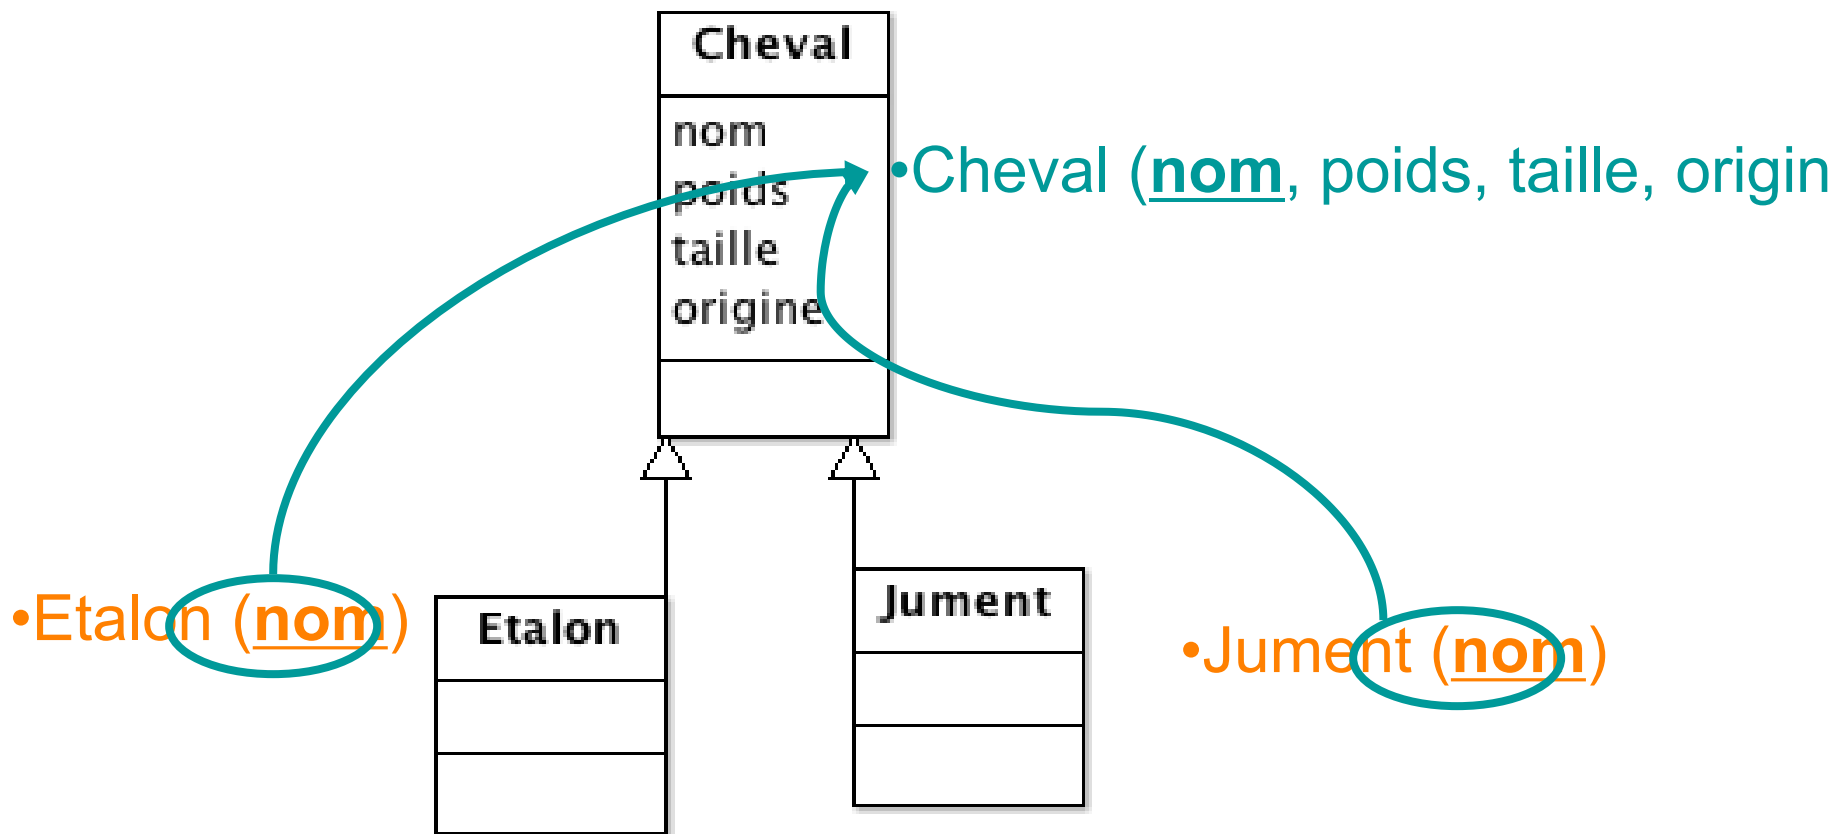 Cheval
nom
poids
taille
origine
•Cheval (nom, poids, taille, origin
•Etalon (nom)
Etalon
Jument
•Jument (nom)